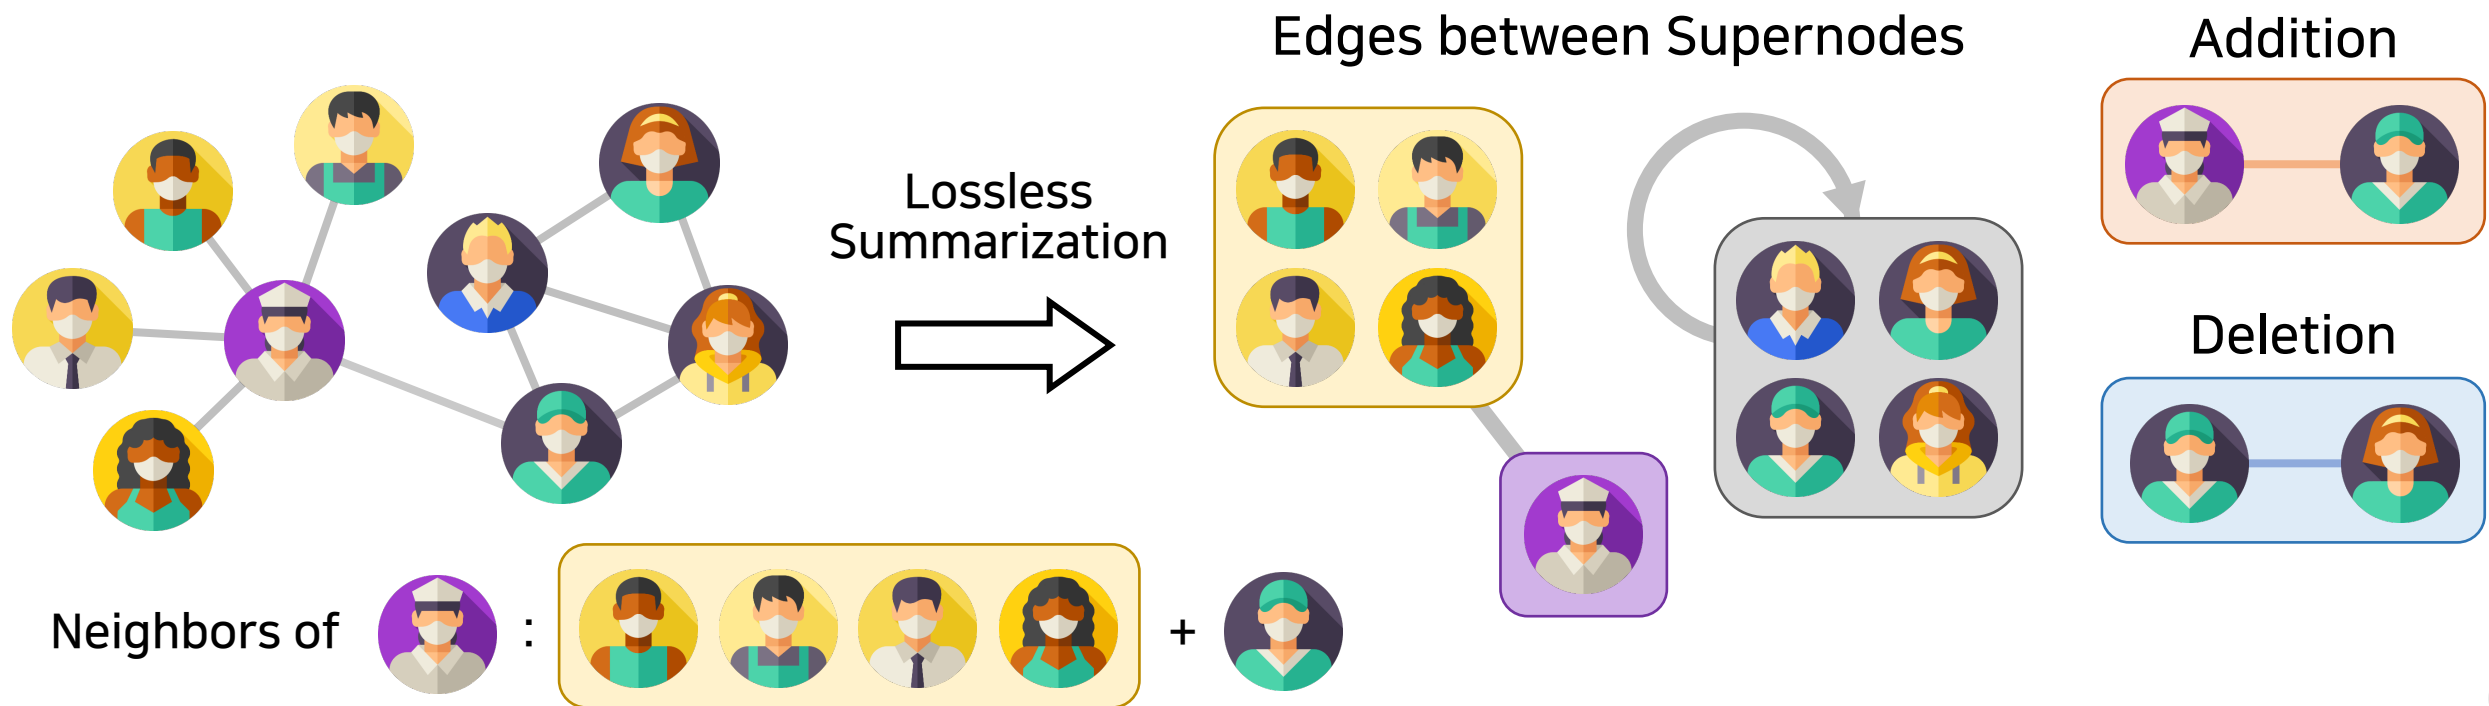 Edges between Supernodes
Addition
Lossless
Summarization
Deletion
Neighbors of : +